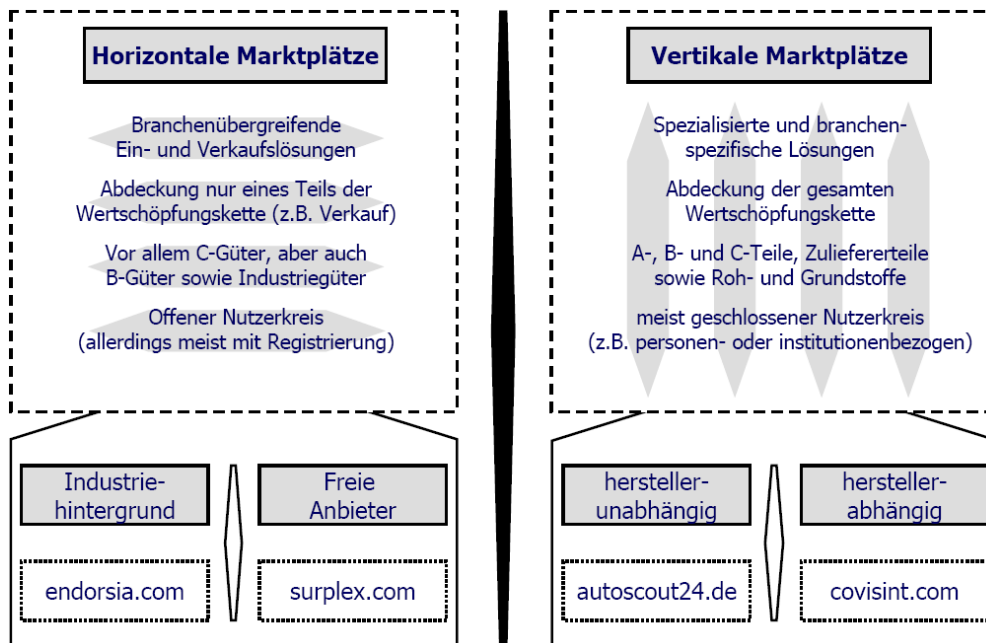 Horizontale Marktplätze
Branchenübergreifende
Ein- und Verkaufslösungen
Abdeckung nur eines Teils der
Wertschöpfungskette (z.B. Verkauf)
Vor allem C-Güter, aber auch
B-Güter sowie Industriegüter
Offener Nutzerkreis
(allerdings meist mit Registrierung)
Industrie-
hintergrund
Freie
Anbieter
endorsia.com
surplex.com
Vertikale Marktplätze
Spezialisierte und branchen-
spezifische Lösungen
Abdeckung der gesamten
Wertschöpfungskette
A-, B- und C-Teile, Zuliefererteile
sowie Roh- und Grundstoffe
meist geschlossener Nutzerkreis
(z.B. personen- oder institutionenbezogen)
hersteller-
unabhängig
hersteller-
abhängig
autoscout24.de
covisint.com